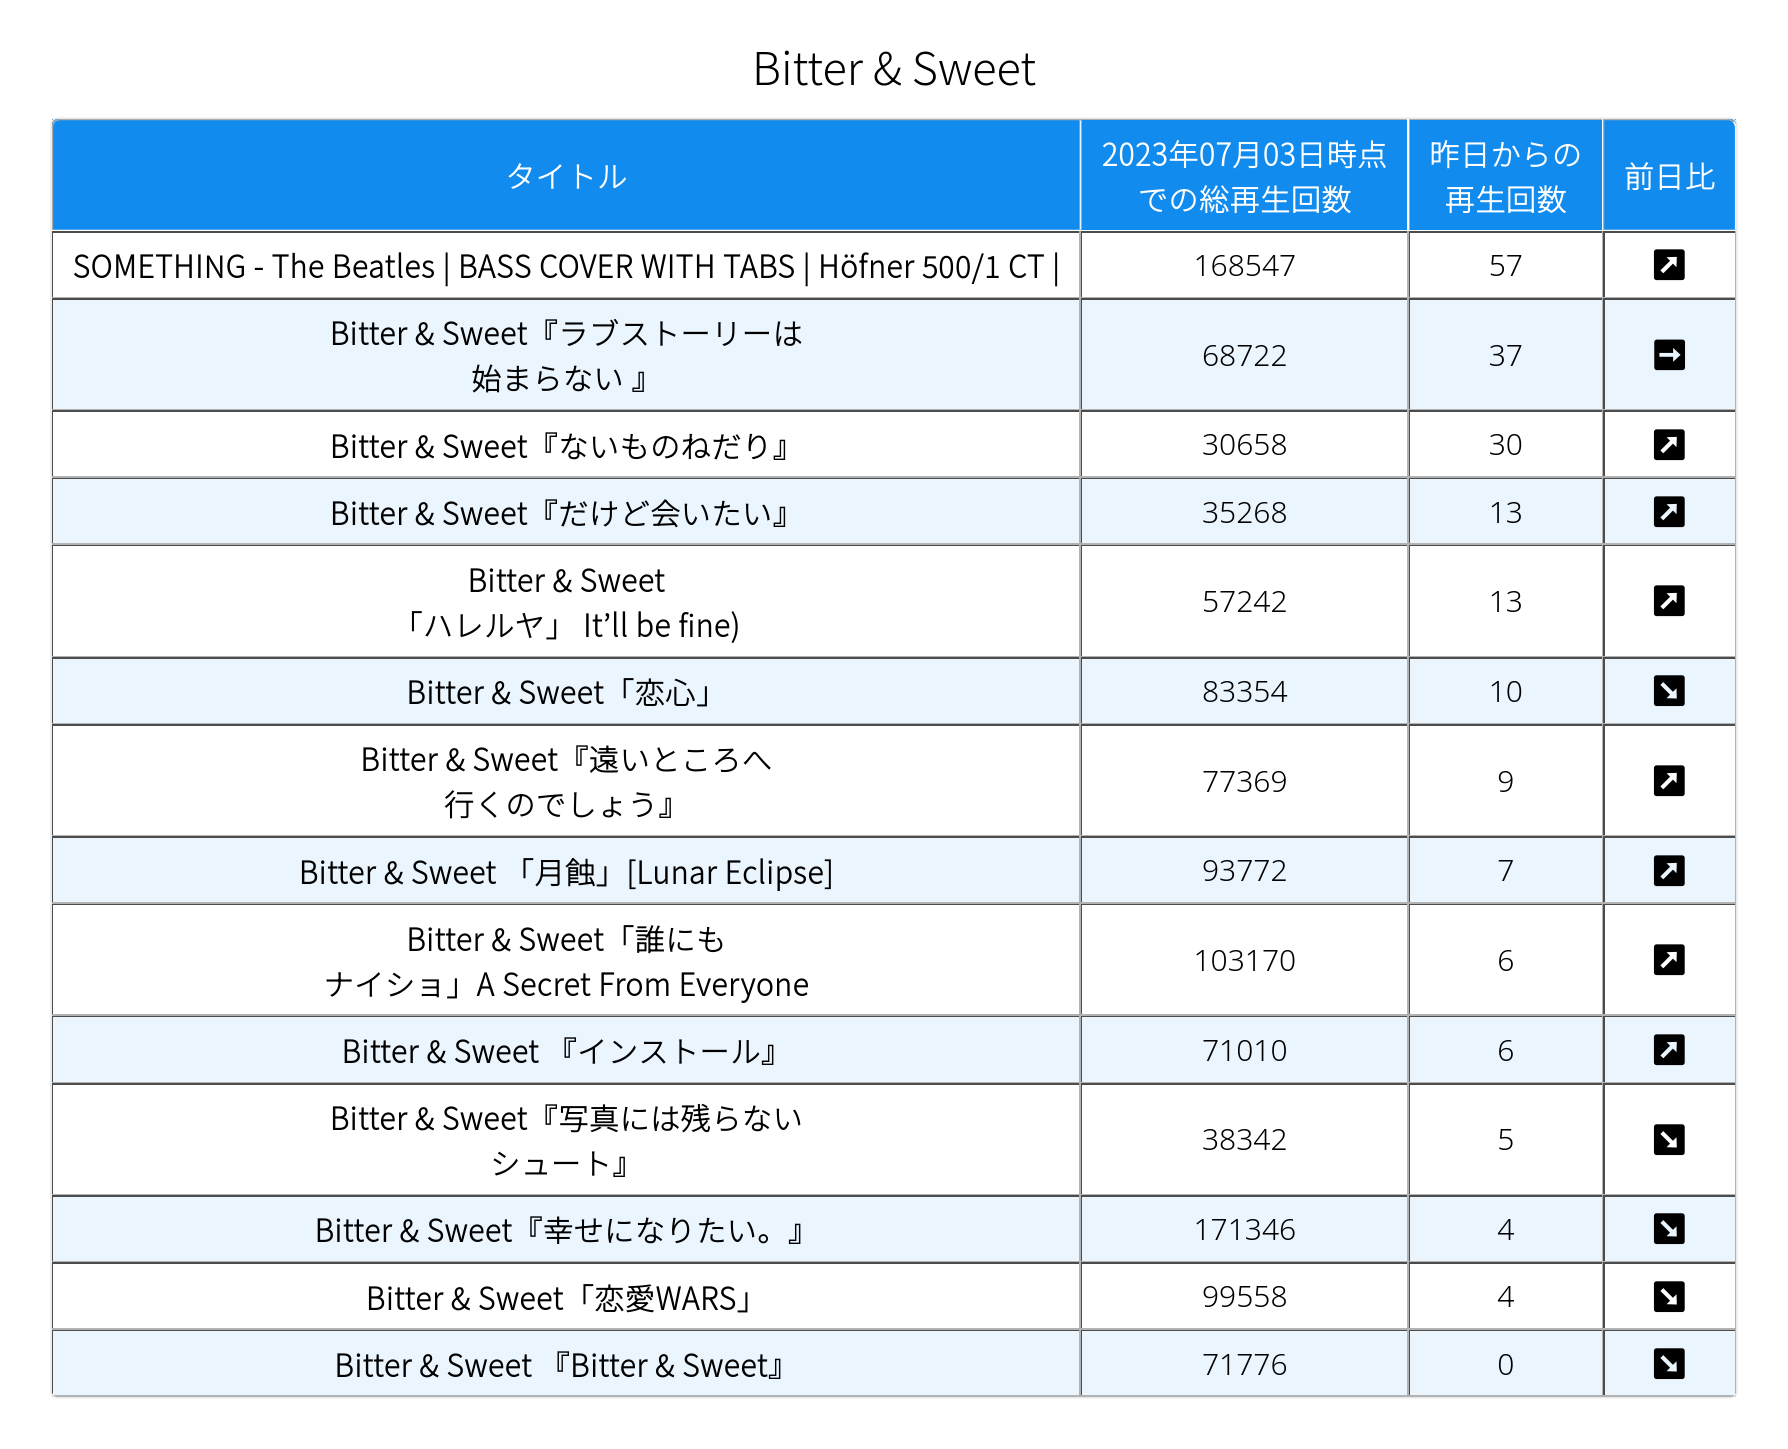 Bitter & Sweet
タイトル
2023年07月03日時点
での総再生回数
昨日からの
再生回数
前日比
SOMETHING - The Beatles | BASS COVER WITH TABS | Höfner 500/1 CT |
168547
57
Bitter & Sweet『ラブストーリーは
始まらない 』
68722
37
Bitter & Sweet『ないものねだり』
30658
30
Bitter & Sweet『だけど会いたい』
35268
13
Bitter & Sweet
「ハレルヤ」 It’ll be fine)
57242
13
Bitter & Sweet「恋心」
83354
10
Bitter & Sweet『遠いところへ
行くのでしょう』
77369
9
Bitter & Sweet 「月蝕」[Lunar Eclipse]
93772
7
Bitter & Sweet「誰にも
ナイショ」A Secret From Everyone
103170
6
Bitter & Sweet 『インストール』
71010
6
Bitter & Sweet『写真には残らない
シュート』
38342
5
Bitter & Sweet『幸せになりたい。』
171346
4
Bitter & Sweet「恋愛WARS」
99558
4
Bitter & Sweet 『Bitter & Sweet』
71776
0